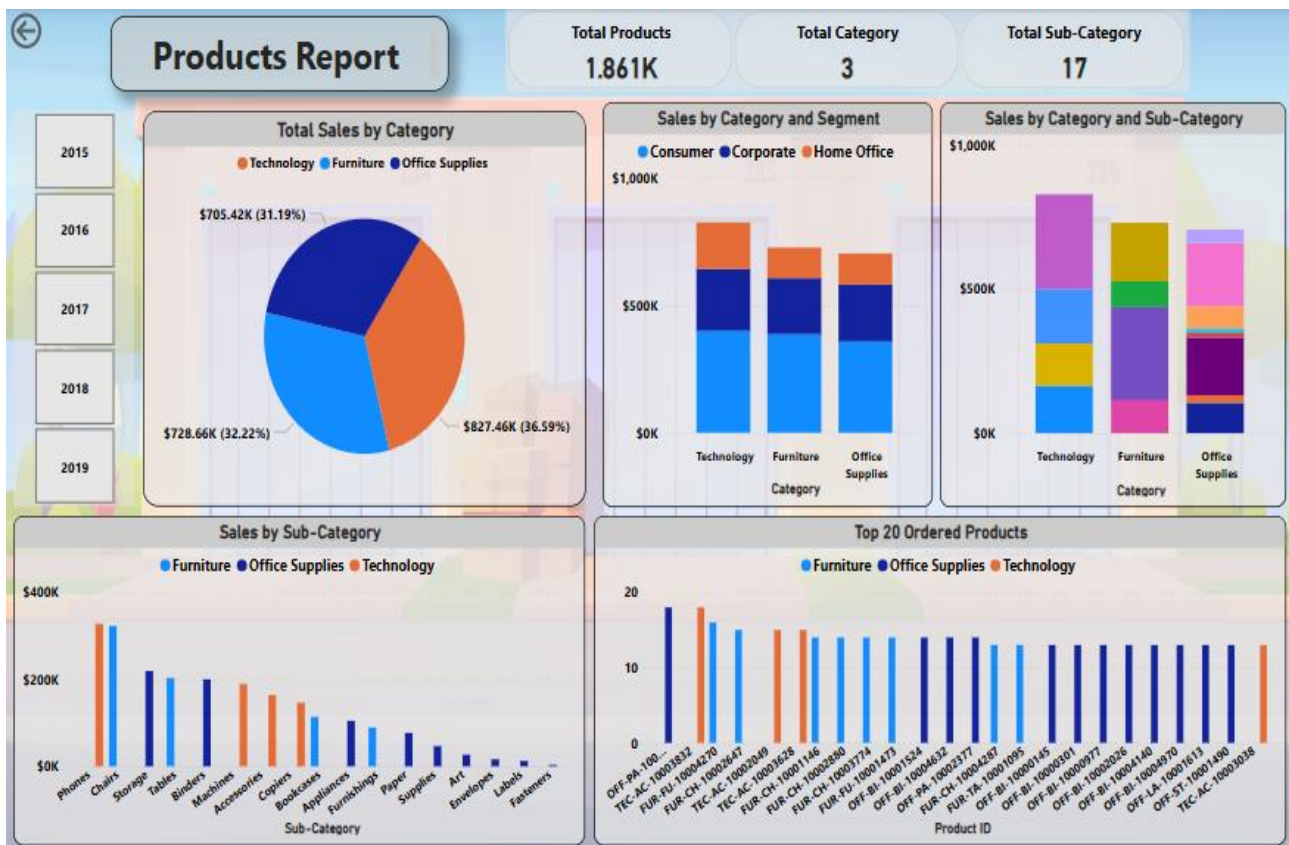 Products Report
Total Products
1.861K
Total Category
3
Total Sub-Category
17
2015
2016
2017
2018
2019
Total Sales by Category
Technology Furniture Office Supplies
$705.42K (31.19%)
$728.66K (32.22%)
$827.46K (36.59%)
Sales by Category and Segment
Consumer Corporate Home Office
$1,000K
$500K
$0K
Technology
Furniture
Office
Supplies
Category
Sales by Category and Sub-Category
$1,000K
$500K
$0K
Technology
Furniture
Office
Supplies
Category
Sales by Sub-Category
Furniture Office Supplies Technology
$400K
$200K
$0K
Phones
Chairs
Storage
Tables
Binders
Machines
Accessories
Copiers
Bookcases
Appliances
Furnishings
Paper
Supplies
Art
Envelopes
Labels
Fasteners
Sub-Category
Top 20 Ordered Products
Furniture Office Supplies Technology
20
10
0
OFF-PA-100...
TEC-AC-10003832
FUR-FU-10004270
FUR-CH-10002647
TEC-AC-10002049
TEC-AC-10003628
FUR-CH-10001146
FUR-CH-10002880
FUR-CH-10003774
FUR-FU-10001473
OFF-BI-10001524
OFF-BI-10004632
OFF-PA-10002377
FUR-CH-10004287
FUR-TA-10001095
OFF-BI-10000145
OFF-BI-10000301
OFF-BI-10000977
OFF-BI-10002026
OFF-BI-10004140
OFF-BI-10004970
OFF-LA-10001613
OFF-ST-10001490
TEC-AC-10003038
Product ID